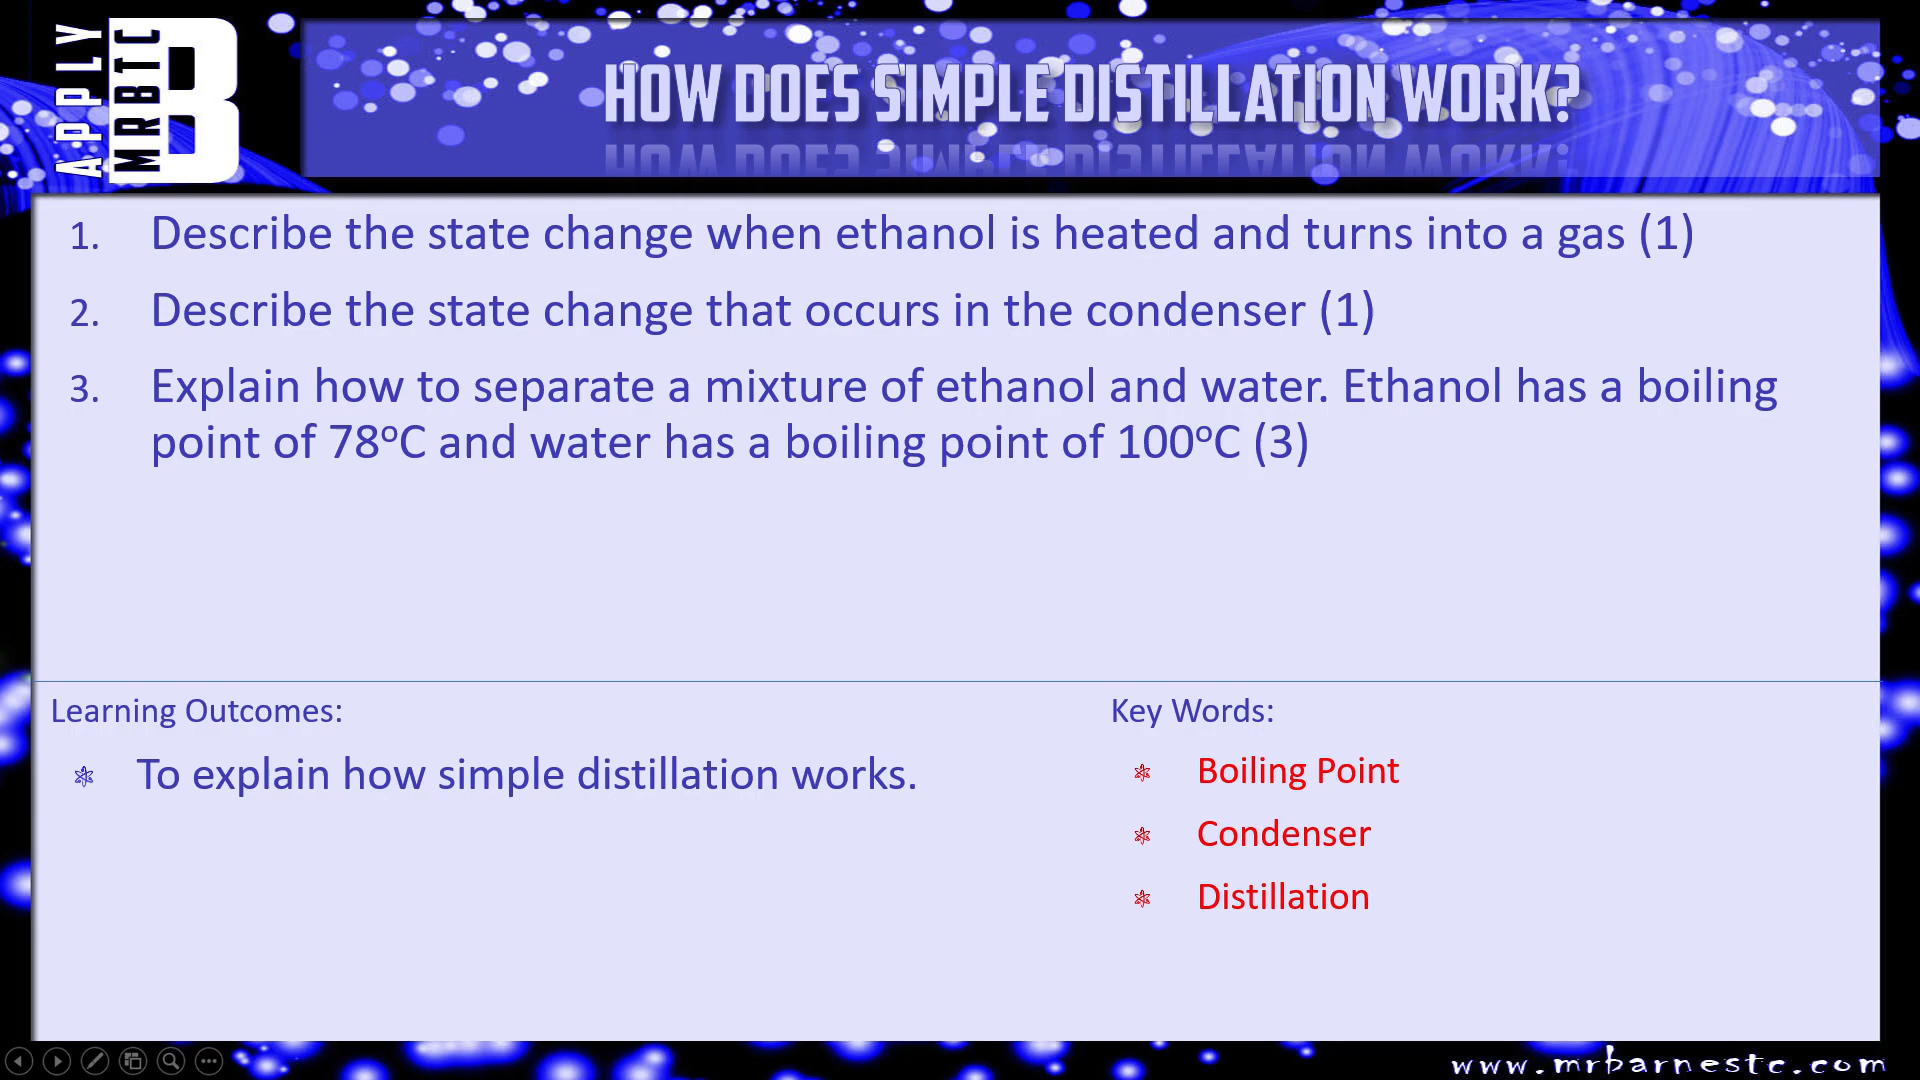 APPLY
MRBTC
B
HOW DOES SIMPLE DISTILLATION WORK?
1. Describe the state change when ethanol is heated and turns into a gas (1)
2. Describe the state change that occurs in the condenser (1)
3. Explain how to separate a mixture of ethanol and water. Ethanol has a boiling
point of 78ºC and water has a boiling point of 100ºC (3)
Learning Outcomes:
To explain how simple distillation works.
Key Words:
Boiling Point
Condenser
Distillation
www.mrbarnestc.com